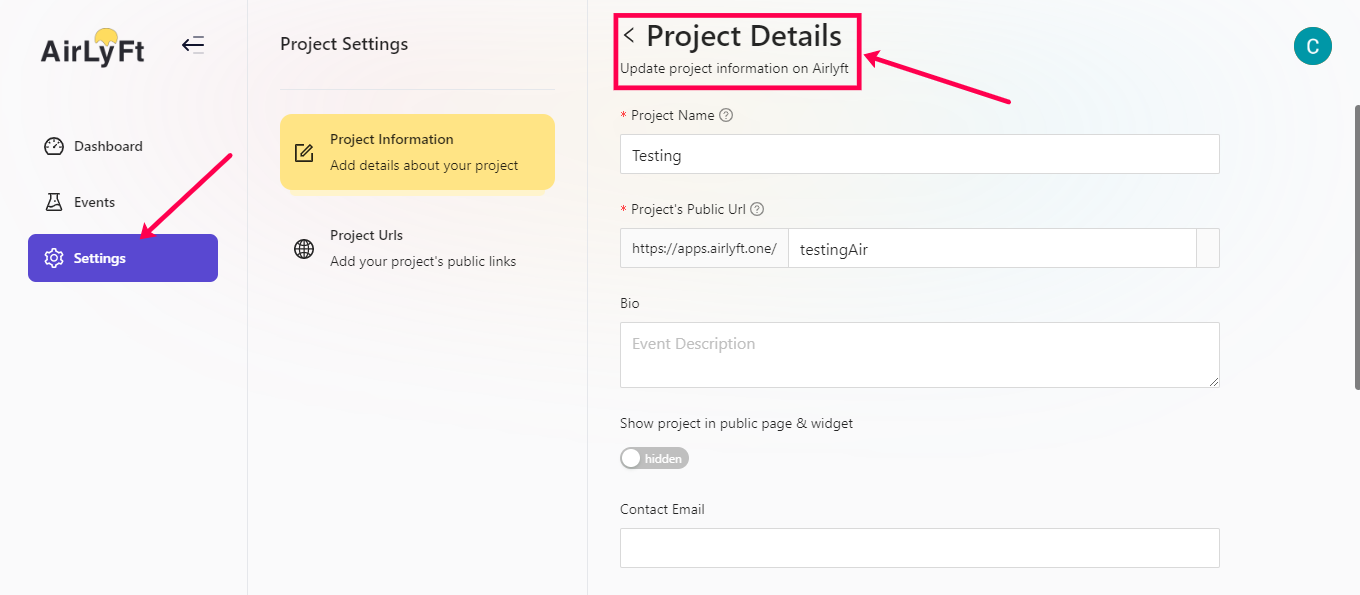 AirLyFt
Dashboard
Events
Settings
Project Settings
Project Information
Add details about your project
Project Urls
Add your project's public links
Project Details
Update project information on Airlyft
* Project Name ?
Testing
* Project's Public Url ?
https://apps.airlyft.one/ testingAir
Bio
Event Description
Show project in public page & widget
hidden
Contact Email
C